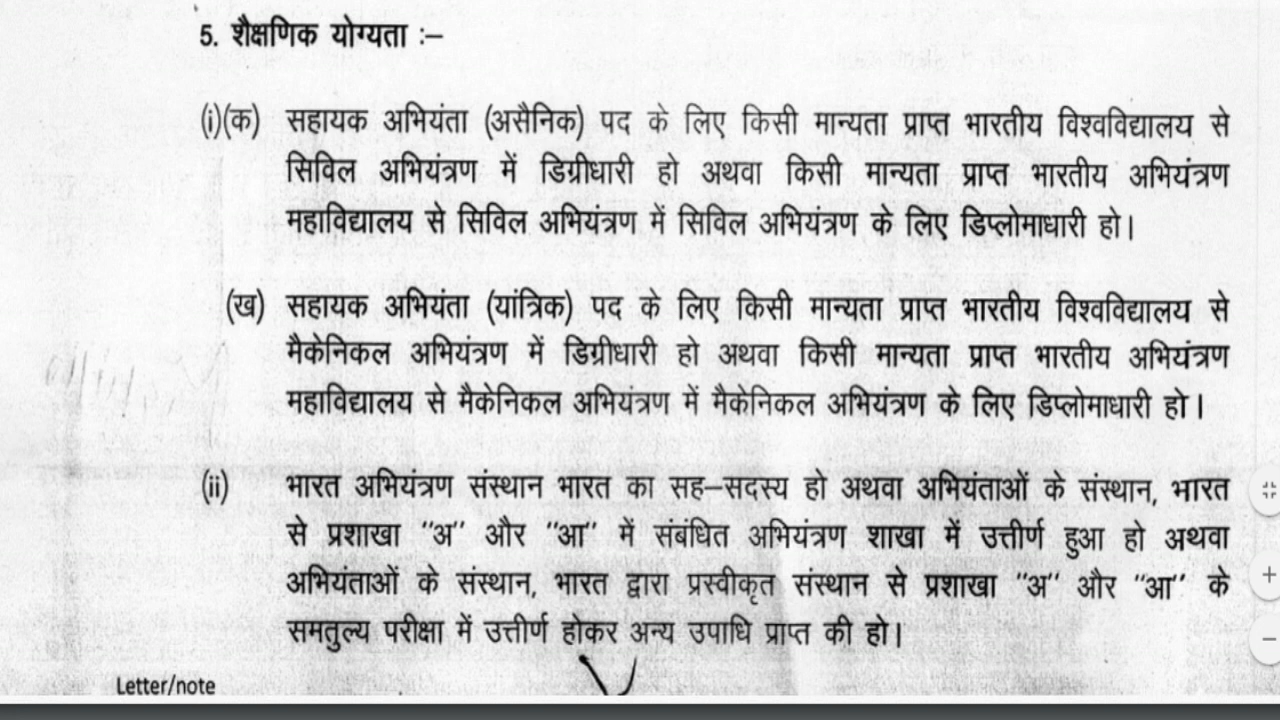 5. शैक्षणिक योग्यता :–
(i)(क) सहायक अभियंता (असैनिक) पद के लिए किसी मान्यता प्राप्त भारतीय विश्वविद्यालय से
सिविल अभियंत्रण में डिग्रीधारी हो अथवा किसी मान्यता प्राप्त भारतीय अभियंत्रण
महाविद्यालय से सिविल अभियंत्रण में सिविल अभियंत्रण के लिए डिप्लोमाधारी हो।
(ख) सहायक अभियंता (यांत्रिक) पद के लिए किसी मान्यता प्राप्त भारतीय विश्वविद्यालय से
मैकेनिकल अभियंत्रण में डिग्रीधारी हो अथवा किसी मान्यता प्राप्त भारतीय अभियंत्रण
महाविद्यालय से मैकेनिकल अभियंत्रण में मैकेनिकल अभियंत्रण के लिए डिप्लोमाधारी हो।
(ii) भारत अभियंत्रण संस्थान भारत का सह–सदस्य हो अथवा अभियंताओं के संस्थान, भारत
से प्रशाखा "अ" और "आ" में संबंधित अभियंत्रण शाखा में उत्तीर्ण हुआ हो अथवा
अभियंताओं के संस्थान, भारत द्वारा प्रस्वीकृत संस्थान से प्रशाखा "अ" और "आ" के
समतुल्य परीक्षा में उत्तीर्ण होकर अन्य उपाधि प्राप्त की हो।
Letter/note